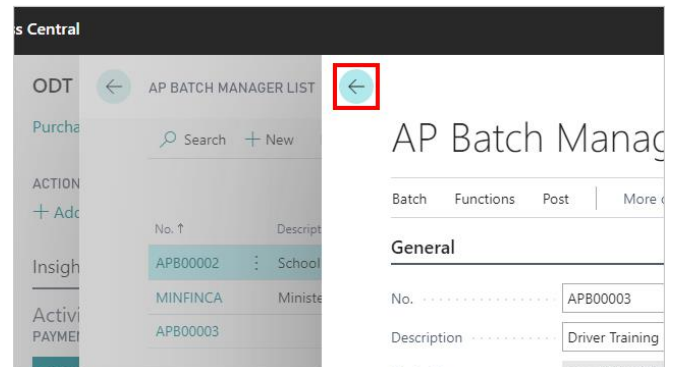 s Central
ODT
AP BATCH MANAGER LIST
AP Batch Manag
Purcha
Search + New
Batch Functions Post More
ACTION
+ Add
No. ↑ Descript
General
Insigh
APB00002 School
No. APB00003
MINFINCA Ministe
Activi
PAYMEN
APB00003
Description Driver Training